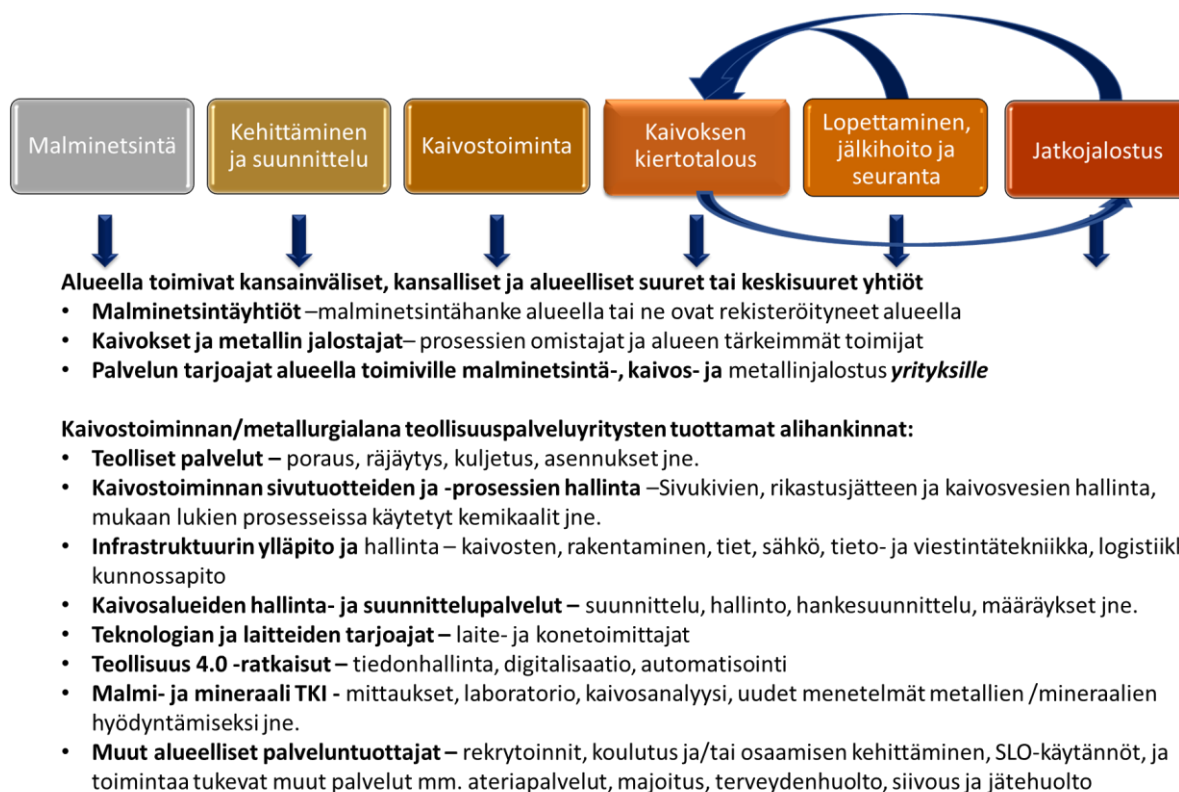 Malminetsintä
Kehittäminen
ja suunnittelu
Kaivostoiminta
Kaivoksen
kiertotalous
Lopettaminen,
jälkihoito ja
seuranta
Jatkojalostus
Alueella toimivat kansainväliset, kansalliset ja alueelliset suuret tai keskisuuret yhtiöt
• Malminetsintäyhtiöt –malminetsintähanke alueella tai ne ovat rekisteröityneet alueella
• Kaivokset ja metallin jalostajat– prosessien omistajat ja alueen tärkeimmät toimijat
• Palvelun tarjoajat alueella toimiville malminetsintä-, kaivos- ja metallinjalostus yrityksille
Kaivostoiminnan/metallurgialana teollisuuspalveluyritysten tuottamat alihankinnat:
• Teolliset palvelut – poraus, räjäytys, kuljetus, asennukset jne.
• Kaivostoiminnan sivutuotteiden ja -prosessien hallinta –Sivukivien, rikastusjätteen ja kaivosvesien hallinta,
mukaan lukien prosesseissa käytetyt kemikaalit jne.
• Infrastruktuurin ylläpito ja hallinta – kaivosten, rakentaminen, tiet, sähkö, tieto- ja viestintätekniikka,
kunnossapito
• Kaivosalueiden hallinta- ja suunnittelupalvelut – suunnittelu, hallinto, hankesuunnittelu, määräykset jne.
• Teknologian ja laitteiden tarjoajat – laite- ja konetoimittajat
• Teollisuus 4.0 -ratkaisut – tiedonhallinta, digitalisaatio, automatisointi
• Malmi- ja mineraali TKI - mittaukset, laboratorio, kaivosanalyysi, uudet menetelmät metallien /mineraalien
hyödyntämiseksi jne.
• Muut alueelliset palveluntuottajat – rekrytoinnit, koulutus ja/tai osaamisen kehittäminen, SLO-käytännöt, ja
toimintaa tukevat muut palvelut mm. ateriapalvelut, majoitus, terveydenhuolto, siivous ja jätehuolto